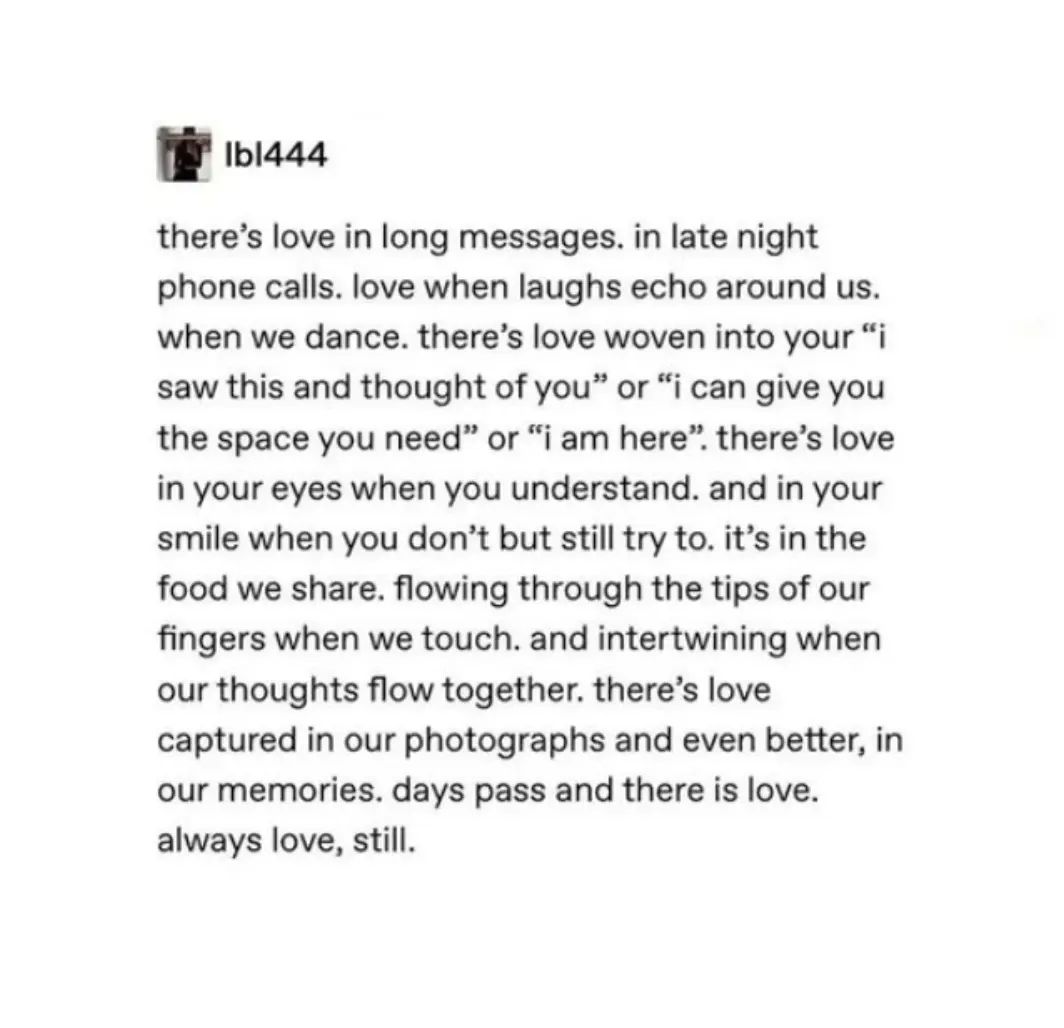 lbl444
there’s love in long messages. in late night
phone calls. love when laughs echo around us.
when we dance. there’s love woven into your “i
saw this and thought of you” or “i can give you
the space you need” or “i am here”. there’s love
in your eyes when you understand. and in your
smile when you don’t but still try to. it’s in the
food we share. flowing through the tips of our
fingers when we touch. and intertwining when
our thoughts flow together. there’s love
captured in our photographs and even better, in
our memories. days pass and there is love.
always love, still.